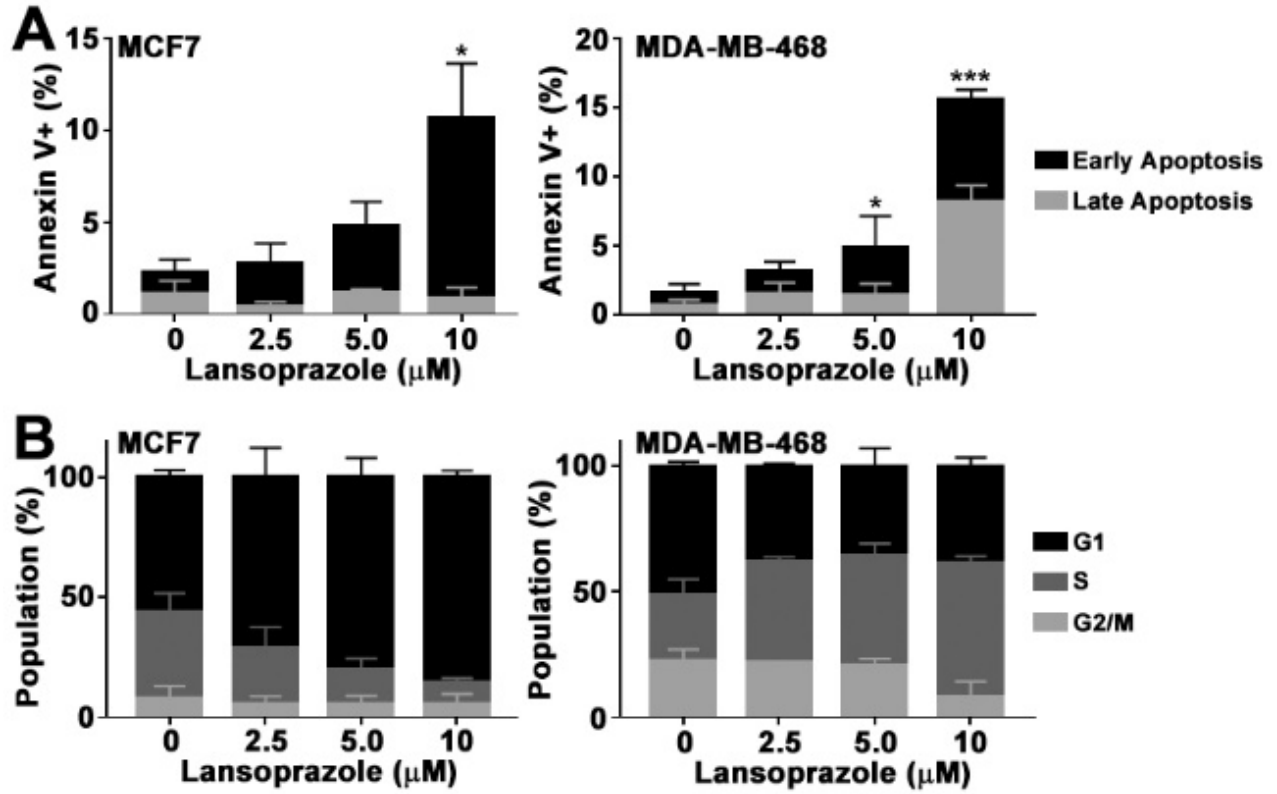 A
MCF7
Annexin V+ (%)
15
10
5
0
*
0 2.5 5.0 10
Lansoprazole (μM)
MDA-MB-468
Annexin V+ (%)
20
15
10
5
0
*
***
0 2.5 5.0 10
Lansoprazole (μM)
Early Apoptosis
Late Apoptosis
B
MCF7
Population (%)
100
50
0
0 2.5 5.0 10
Lansoprazole (μM)
MDA-MB-468
Population (%)
100
50
0
0 2.5 5.0 10
Lansoprazole (μM)
G1
S
G2/M